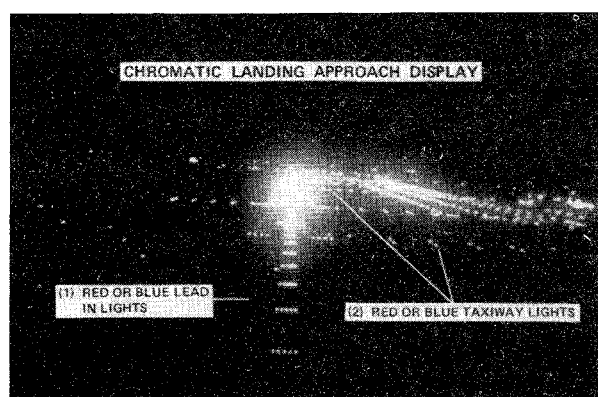 CHROMATIC LANDING APPROACH DISPLAY
(1) RED OR BLUE LEAD
IN LIGHTS
(2) RED OR BLUE TAXIWAY LIGHTS